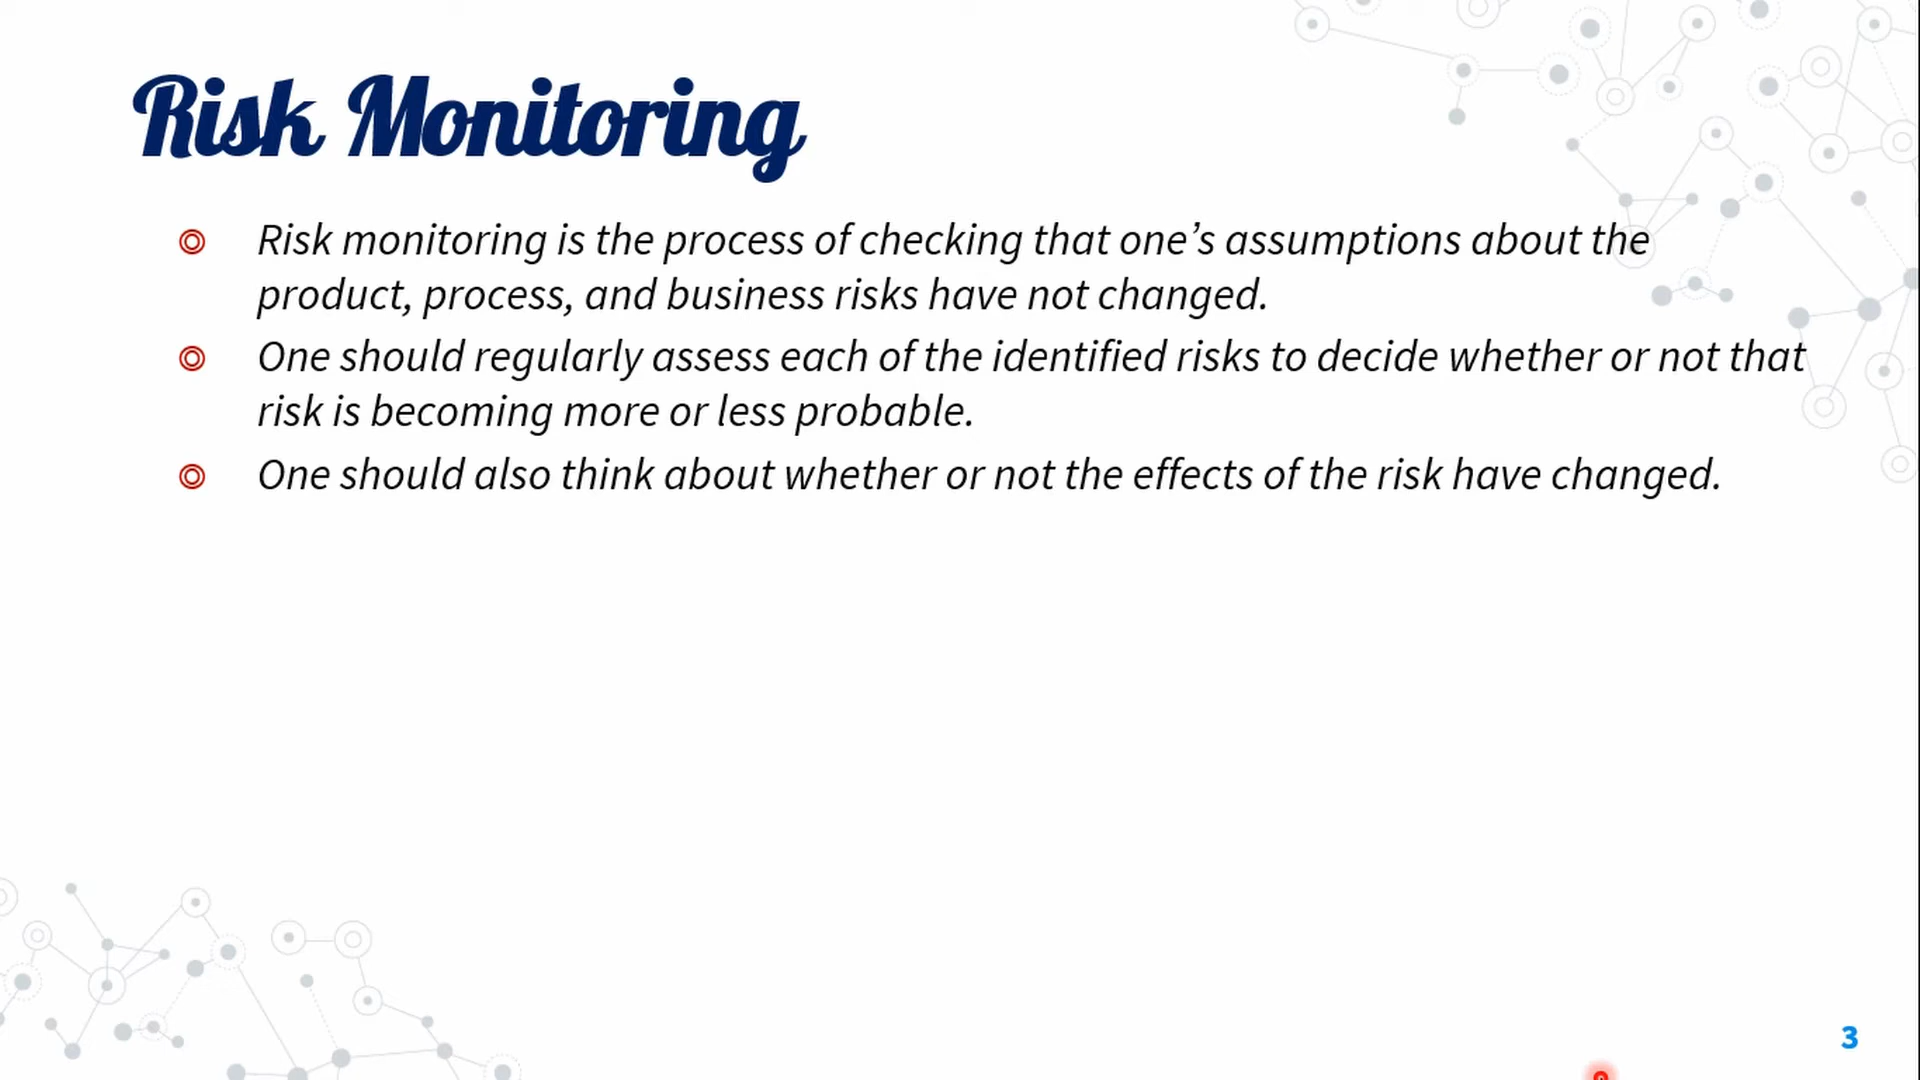 Risk Monitoring
Risk monitoring is the process of checking that one’s assumptions about the
product, process, and business risks have not changed.
One should regularly assess each of the identified risks to decide whether or not that
risk is becoming more or less probable.
One should also think about whether or not the effects of the risk have changed.
3